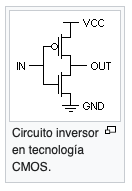 VCC
IN
OUT
GND
Circuito inversor
en tecnología
CMOS.